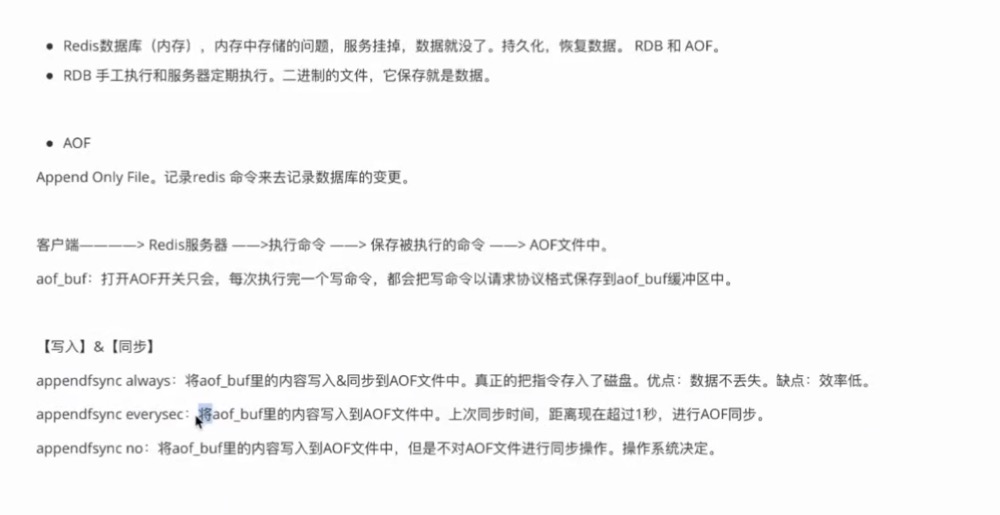 Redis数据库（内存），内存中存储的问题，服务挂掉，数据就没了。持久化，恢复数据。 RDB 和 AOF。
RDB 手工执行和服务器定期执行。二进制的文件，它保存就是数据。
AOF
Append Only File。记录redis 命令来去记录数据库的变更。
客户端————> Redis服务器 ——>执行命令 ——> 保存被执行的命令 ——> AOF文件中。
aof_buf：打开AOF开关只会，每次执行完一个写命令，都会把写命令以请求协议格式保存到aof_buf缓冲区中。
【写入】&【同步】
appendfsync always：将aof_buf里的内容写入&同步到AOF文件中。真正的把指令存入了磁盘。优点：数据不丢失。缺点：效率低。
appendfsync everysec：将aof_buf里的内容写入到AOF文件中。上次同步时间，距离现在超过1秒，进行AOF同步。
appendfsync no：将aof_buf里的内容写入到AOF文件中，但是不对AOF文件进行同步操作。操作系统决定。